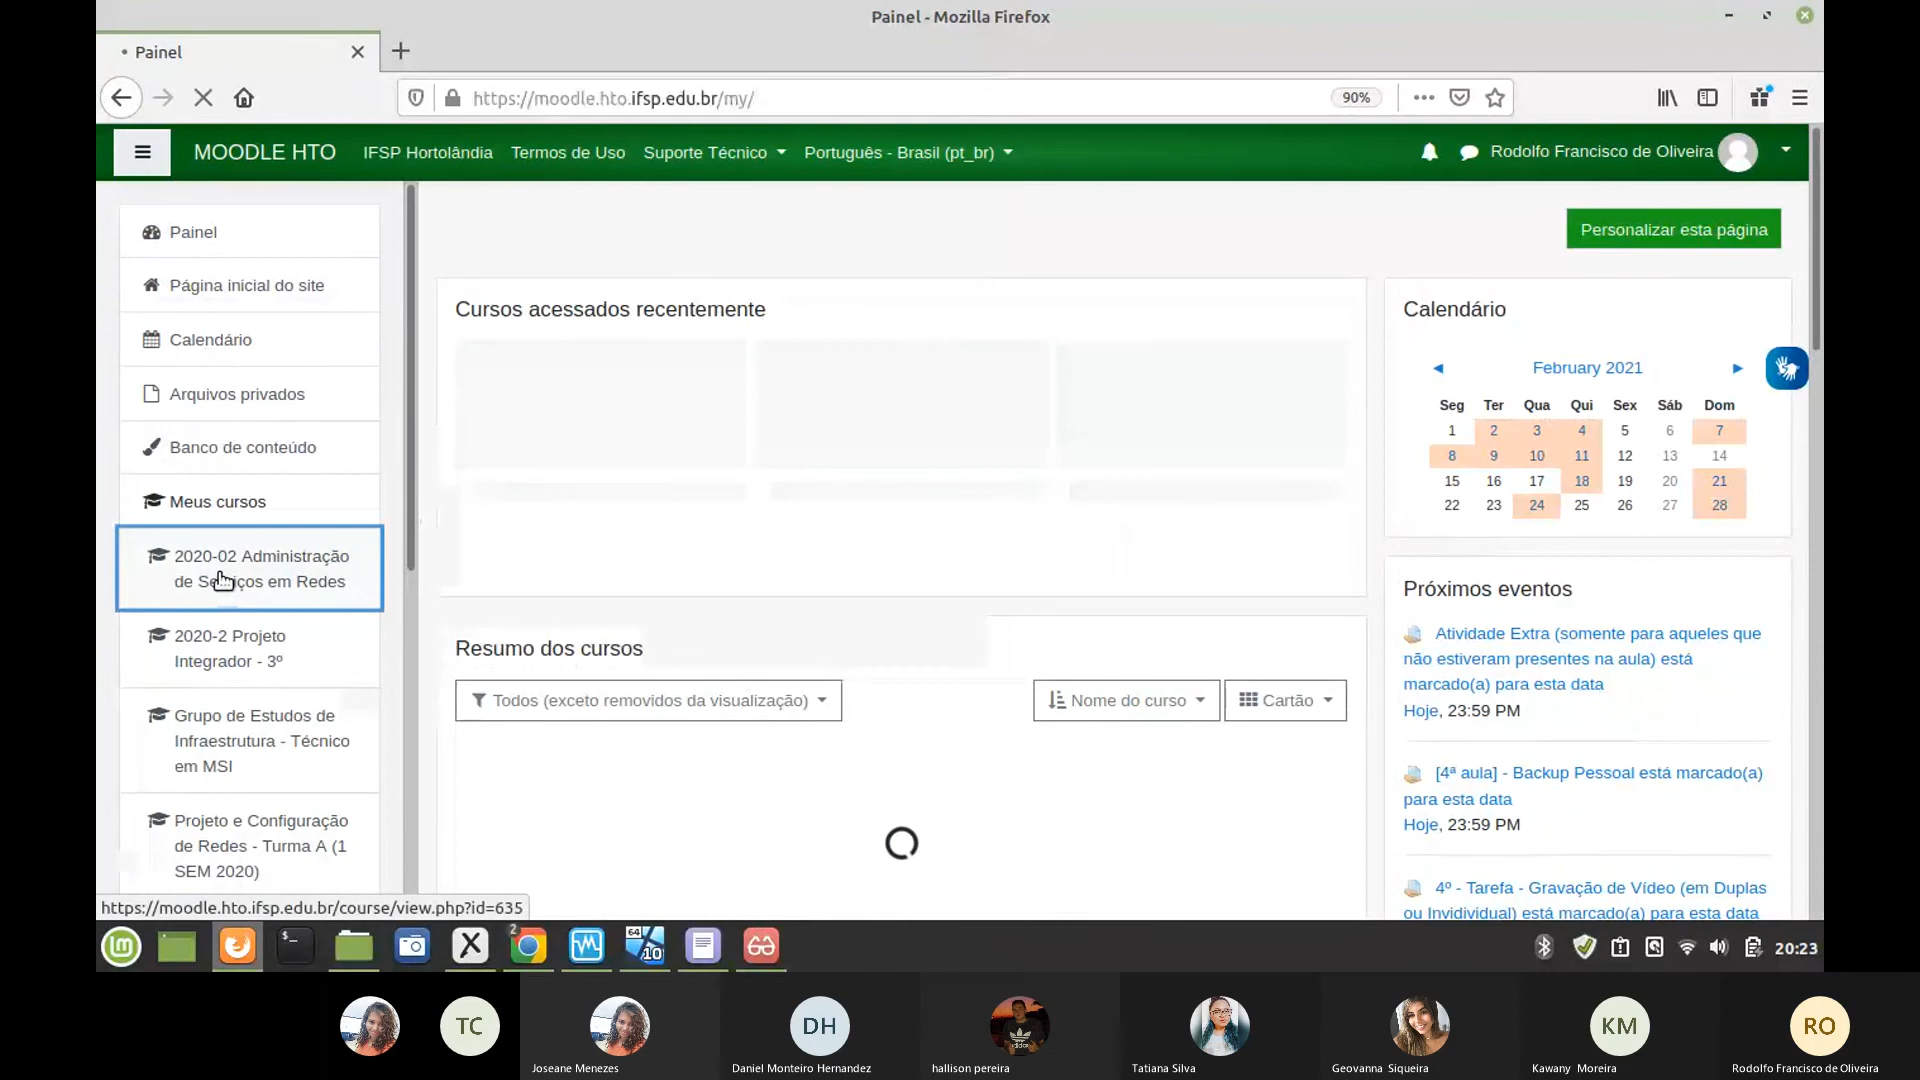 Painel - Mozilla Firefox
Painel
https://moodle.hto.ifsp.edu.br/my/
90%
MOODLE HTO
IFSP Hortolândia
Termos de Uso
Suporte Técnico
Português - Brasil (pt_br)
Rodolfo Francisco de Oliveira
Painel
Página inicial do site
Calendário
Arquivos privados
Banco de conteúdo
Meus cursos
2020-02 Administração
de Serviços em Redes
2020-2 Projeto
Integrador - 3º
Grupo de Estudos de
Infraestrutura - Técnico
em MSI
Projeto e Configuração
de Redes - Turma A (1
SEM 2020)
https://moodle.hto.ifsp.edu.br/course/view.php?id=635
Personalizar esta página
Cursos acessados recentemente
Resumo dos cursos
Todos (exceto removidos da visualização)
Nome do curso
Cartão
Calendário
February 2021
Seg Ter Qua Qui Sex Sáb Dom
1 2 3 4 5 6 7
8 9 10 11 12 13 14
15 16 17 18 19 20 21
22 23 24 25 26 27 28
Próximos eventos
Atividade Extra (somente para aqueles que
não estiveram presentes na aula) está
marcado(a) para esta data
Hoje, 23:59 PM
[4ª aula] - Backup Pessoal está marcado(a)
para esta data
Hoje, 23:59 PM
4º - Tarefa - Gravação de Vídeo (em Duplas
ou Invidividual) está marcado(a) para esta data
2
64
10
20:23
TC
DH
KM
RO
Joseane Menezes
Daniel Monteiro Hernandez
hallison pereira
Tatiana Silva
Geovanna Siqueira
Kawany Moreira
Rodolfo Francisco de Oliveira